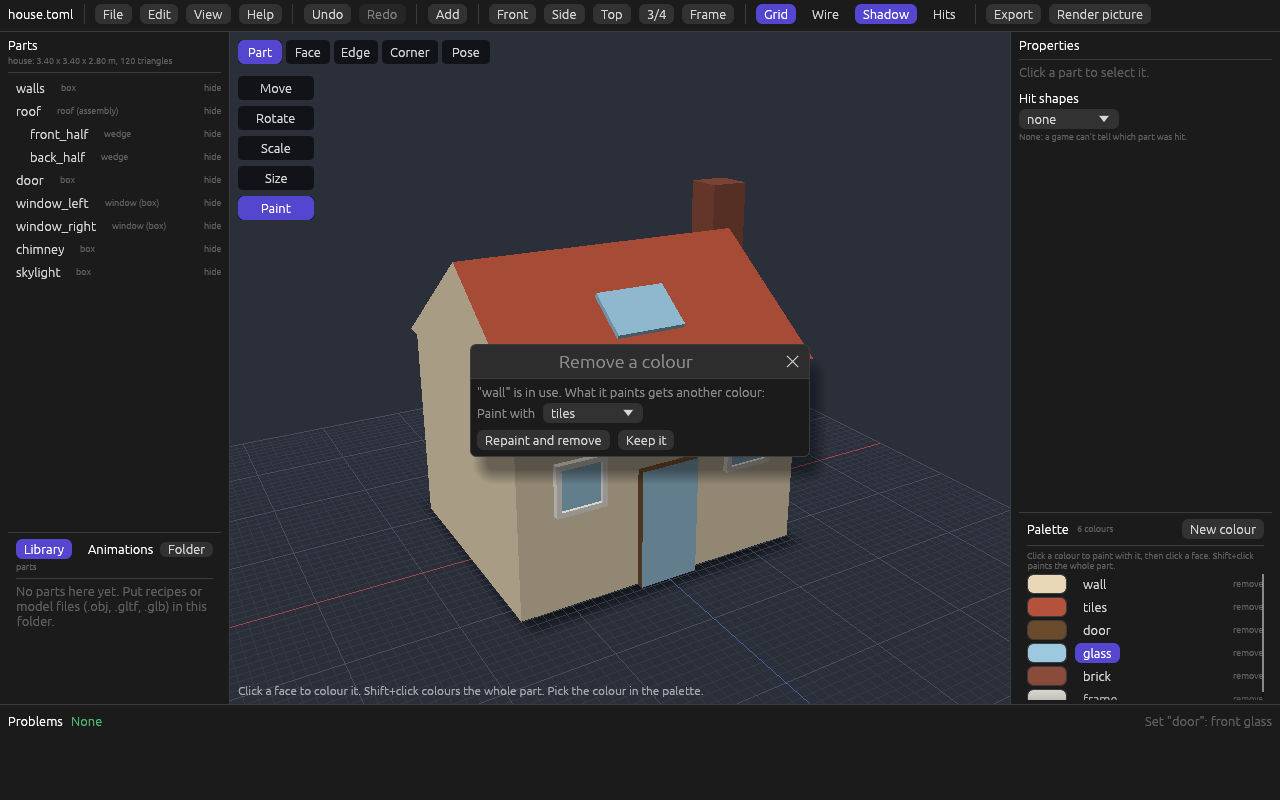 house.toml File Edit View Help Undo Redo Add Front Side Top 3/4 Frame Grid Wire Shadow Hits Export Render picture
Parts
house: 3.40 x 3.40 x 2.80 m, 120 triangles
walls box hide
roof roof (assembly) hide
front_half wedge hide
back_half wedge hide
door box hide
window_left window (box) hide
window_right window (box) hide
chimney box hide
skylight box hide
Library Animations Folder
parts
No parts here yet. Put recipes or
model files (.obj, .gltf, .glb) in this
folder.
Part Face Edge Corner Pose
Move
Rotate
Scale
Size
Paint
Remove a colour
"wall" is in use. What it paints gets another colour:
Paint with tiles
Repaint and remove Keep it
Click a face to colour it. Shift+click colours the whole part. Pick the colour in the palette.
Properties
Click a part to select it.
Hit shapes
none
None: a game can't tell which part was hit.
Palette 6 colours New colour
Click a colour to paint with it, then click a face. Shift+click
paints the whole part.
wall remove
tiles remove
door remove
glass remove
brick remove
frame remove
Problems None
Set "door": front glass